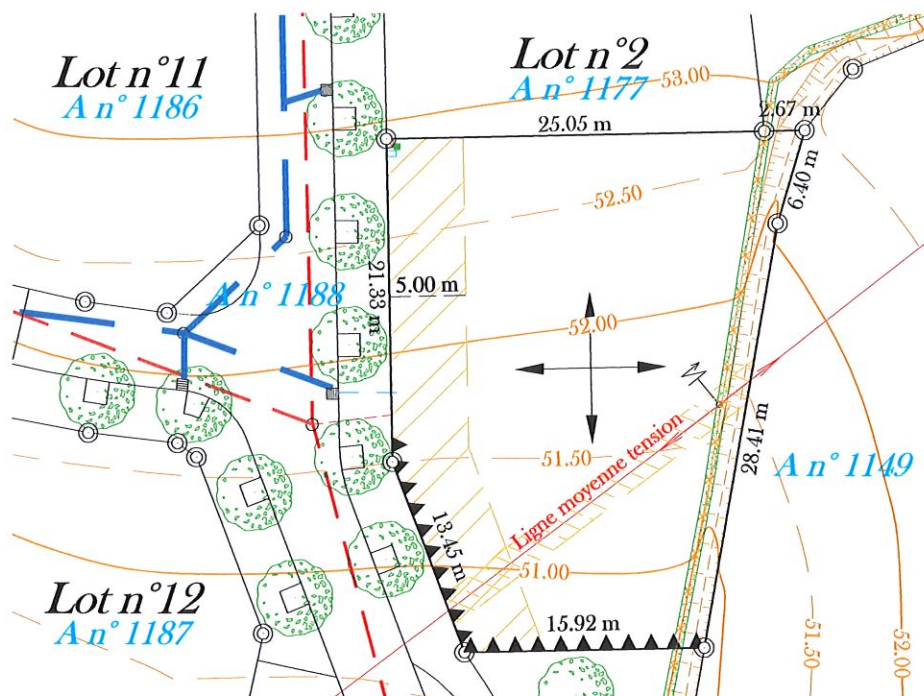 Lot n°11
A n° 1186
Lot n°2
A n° 1177
53.00
2.67 m
25.05 m
6.40 m
52.50
A n° 1188
21.33 m
5.00 m
52.00
28.41 m
Ligne moyenne tension
51.50
A n° 1149
13.45 m
51.00
Lot n°12
A n° 1187
15.92 m
51.50
52.00